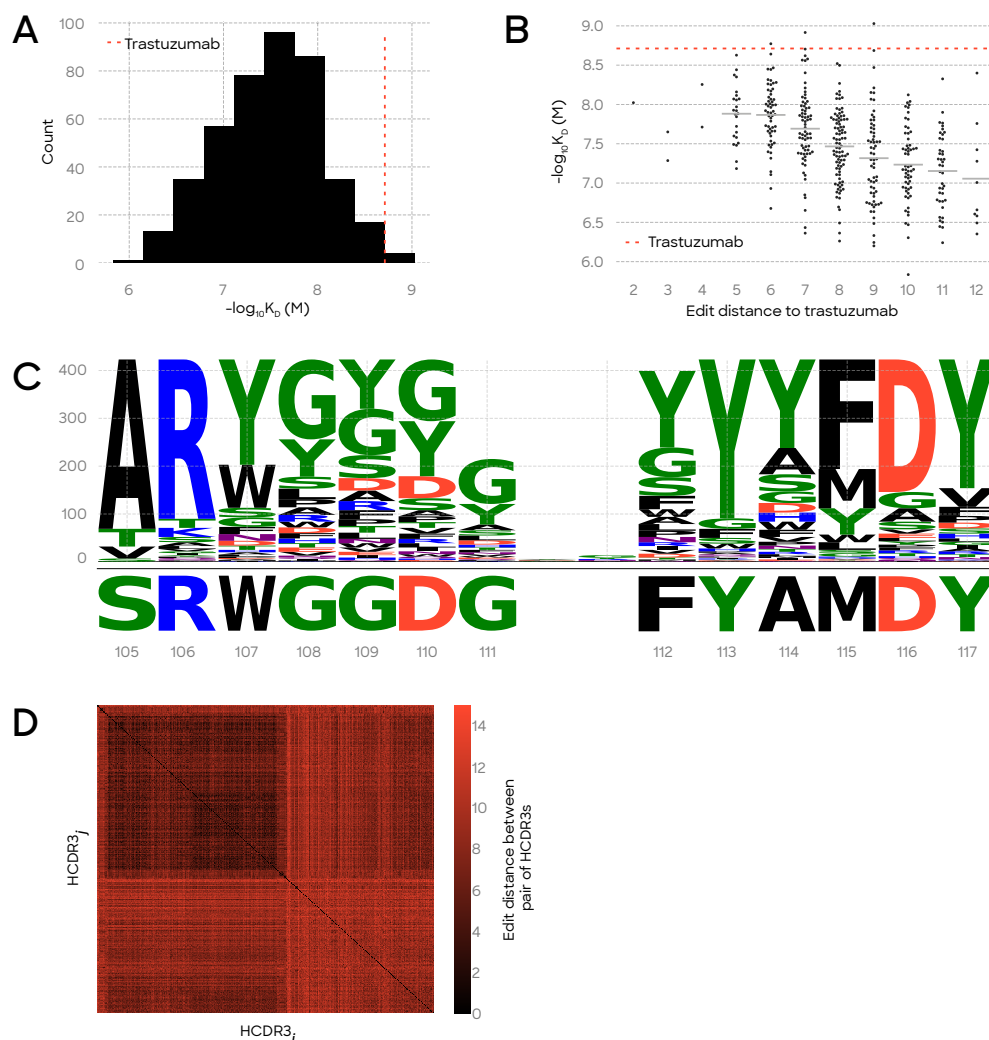 A
Trastuzumab
100
80
60
40
20
0
Count
6 7 8 9
-log₁₀K_D (M)
B
9.0
8.5
8.0
7.5
7.0
6.5
6.0
-log₁₀K_D (M)
Trastuzumab
2 3 4 5 6 7 8 9 10 11 12
Edit distance to trastuzumab
C
400
300
200
100
0
A R Y G Y G G Y Y Y F D Y
S R W G G D G F Y A M D Y
105 106 107 108 109 110 111 112 113 114 115 116 117
D
HCDR3j
HCDR3i
14
12
10
8
6
4
2
0
Edit distance between
pair of HCDR3s